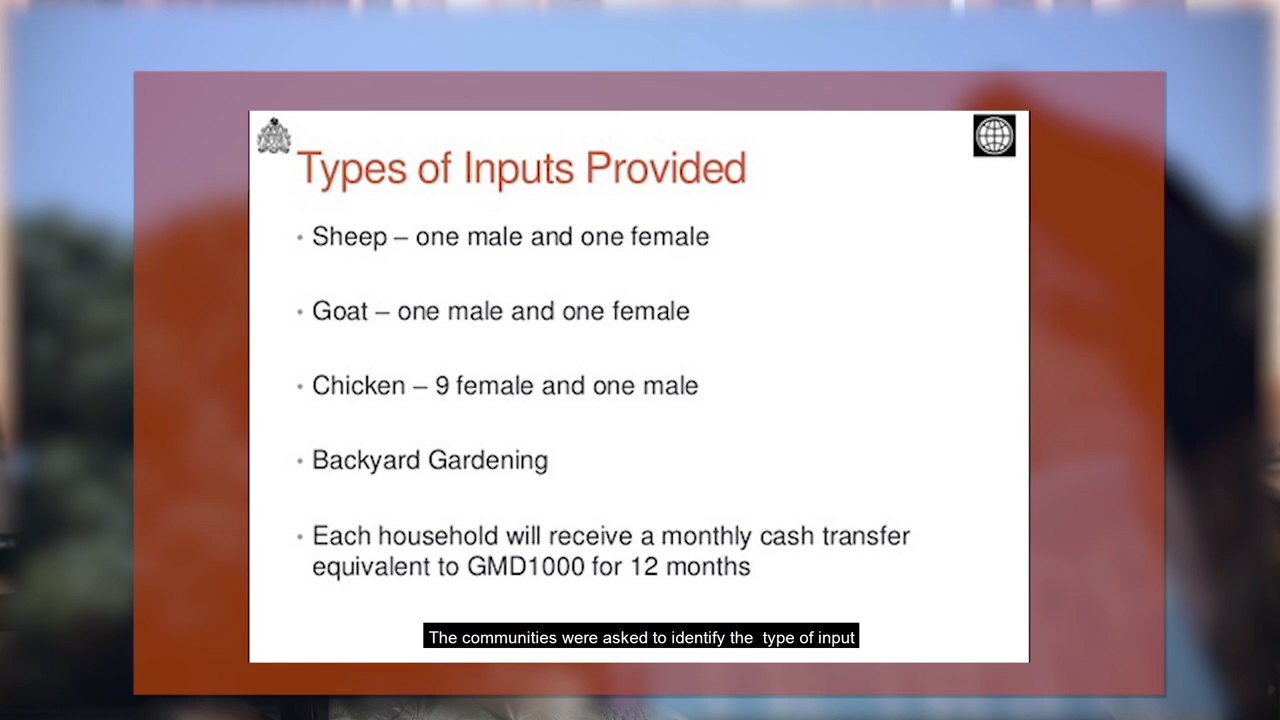 Types of Inputs Provided
• Sheep – one male and one female
• Goat – one male and one female
• Chicken – 9 female and one male
• Backyard Gardening
• Each household will receive a monthly cash transfer
equivalent to GMD1000 for 12 months
The communities were asked to identify the  type of input